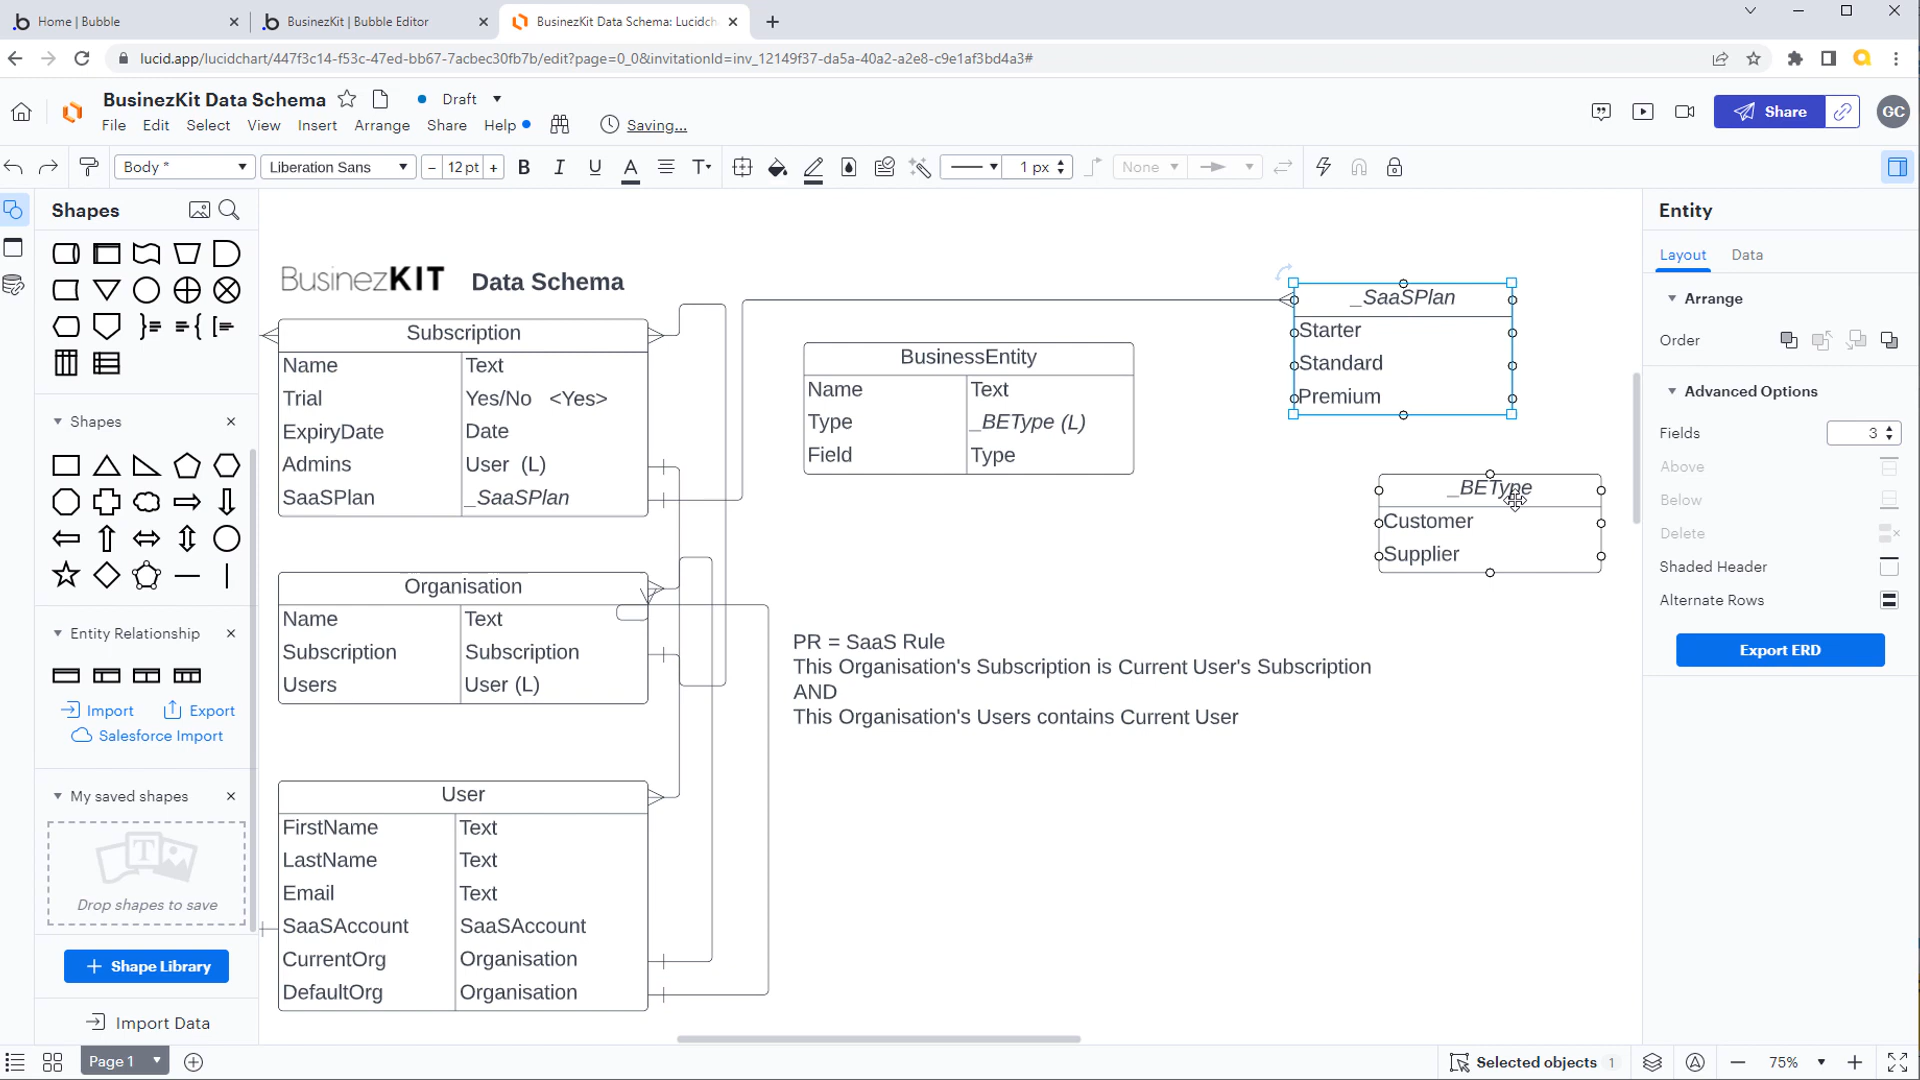 Home | Bubble
BusinezKit | Bubble Editor
BusinezKit Data Schema: Lucidch
lucid.app/lucidchart/447f3c14-f53c-47ed-bb67-7acbec30fb7b/edit?page=0_0&invitationId=inv_12149f37-da5a-40a2-a2e8-c9e1af3bd4a3#
BusinezKit Data Schema
Draft
File Edit Select View Insert Arrange Share Help
Saving...
Share
GC
Body *
Liberation Sans
12 pt
B I U A T
1 px
None
Shapes
Shapes
Entity Relationship
Import
Export
Salesforce Import
My saved shapes
T
Drop shapes to save
Shape Library
Import Data
BusinezKIT Data Schema
Subscription
Name Text
Trial Yes/No <Yes>
ExpiryDate Date
Admins User (L)
SaaSPlan _SaaSPlan
Organisation
Name Text
Subscription Subscription
Users User (L)
User
FirstName Text
LastName Text
Email Text
SaaSAccount SaaSAccount
CurrentOrg Organisation
DefaultOrg Organisation
BusinessEntity
Name Text
Type _BEType (L)
Field Type
_SaaSPlan
Starter
Standard
Premium
_BEType
Customer
Supplier
PR = SaaS Rule
This Organisation's Subscription is Current User's Subscription
AND
This Organisation's Users contains Current User
Entity
Layout Data
Arrange
Order
Advanced Options
Fields 3
Above
Below
Delete
Shaded Header
Alternate Rows
Export ERD
Page 1
Selected objects 1
75%